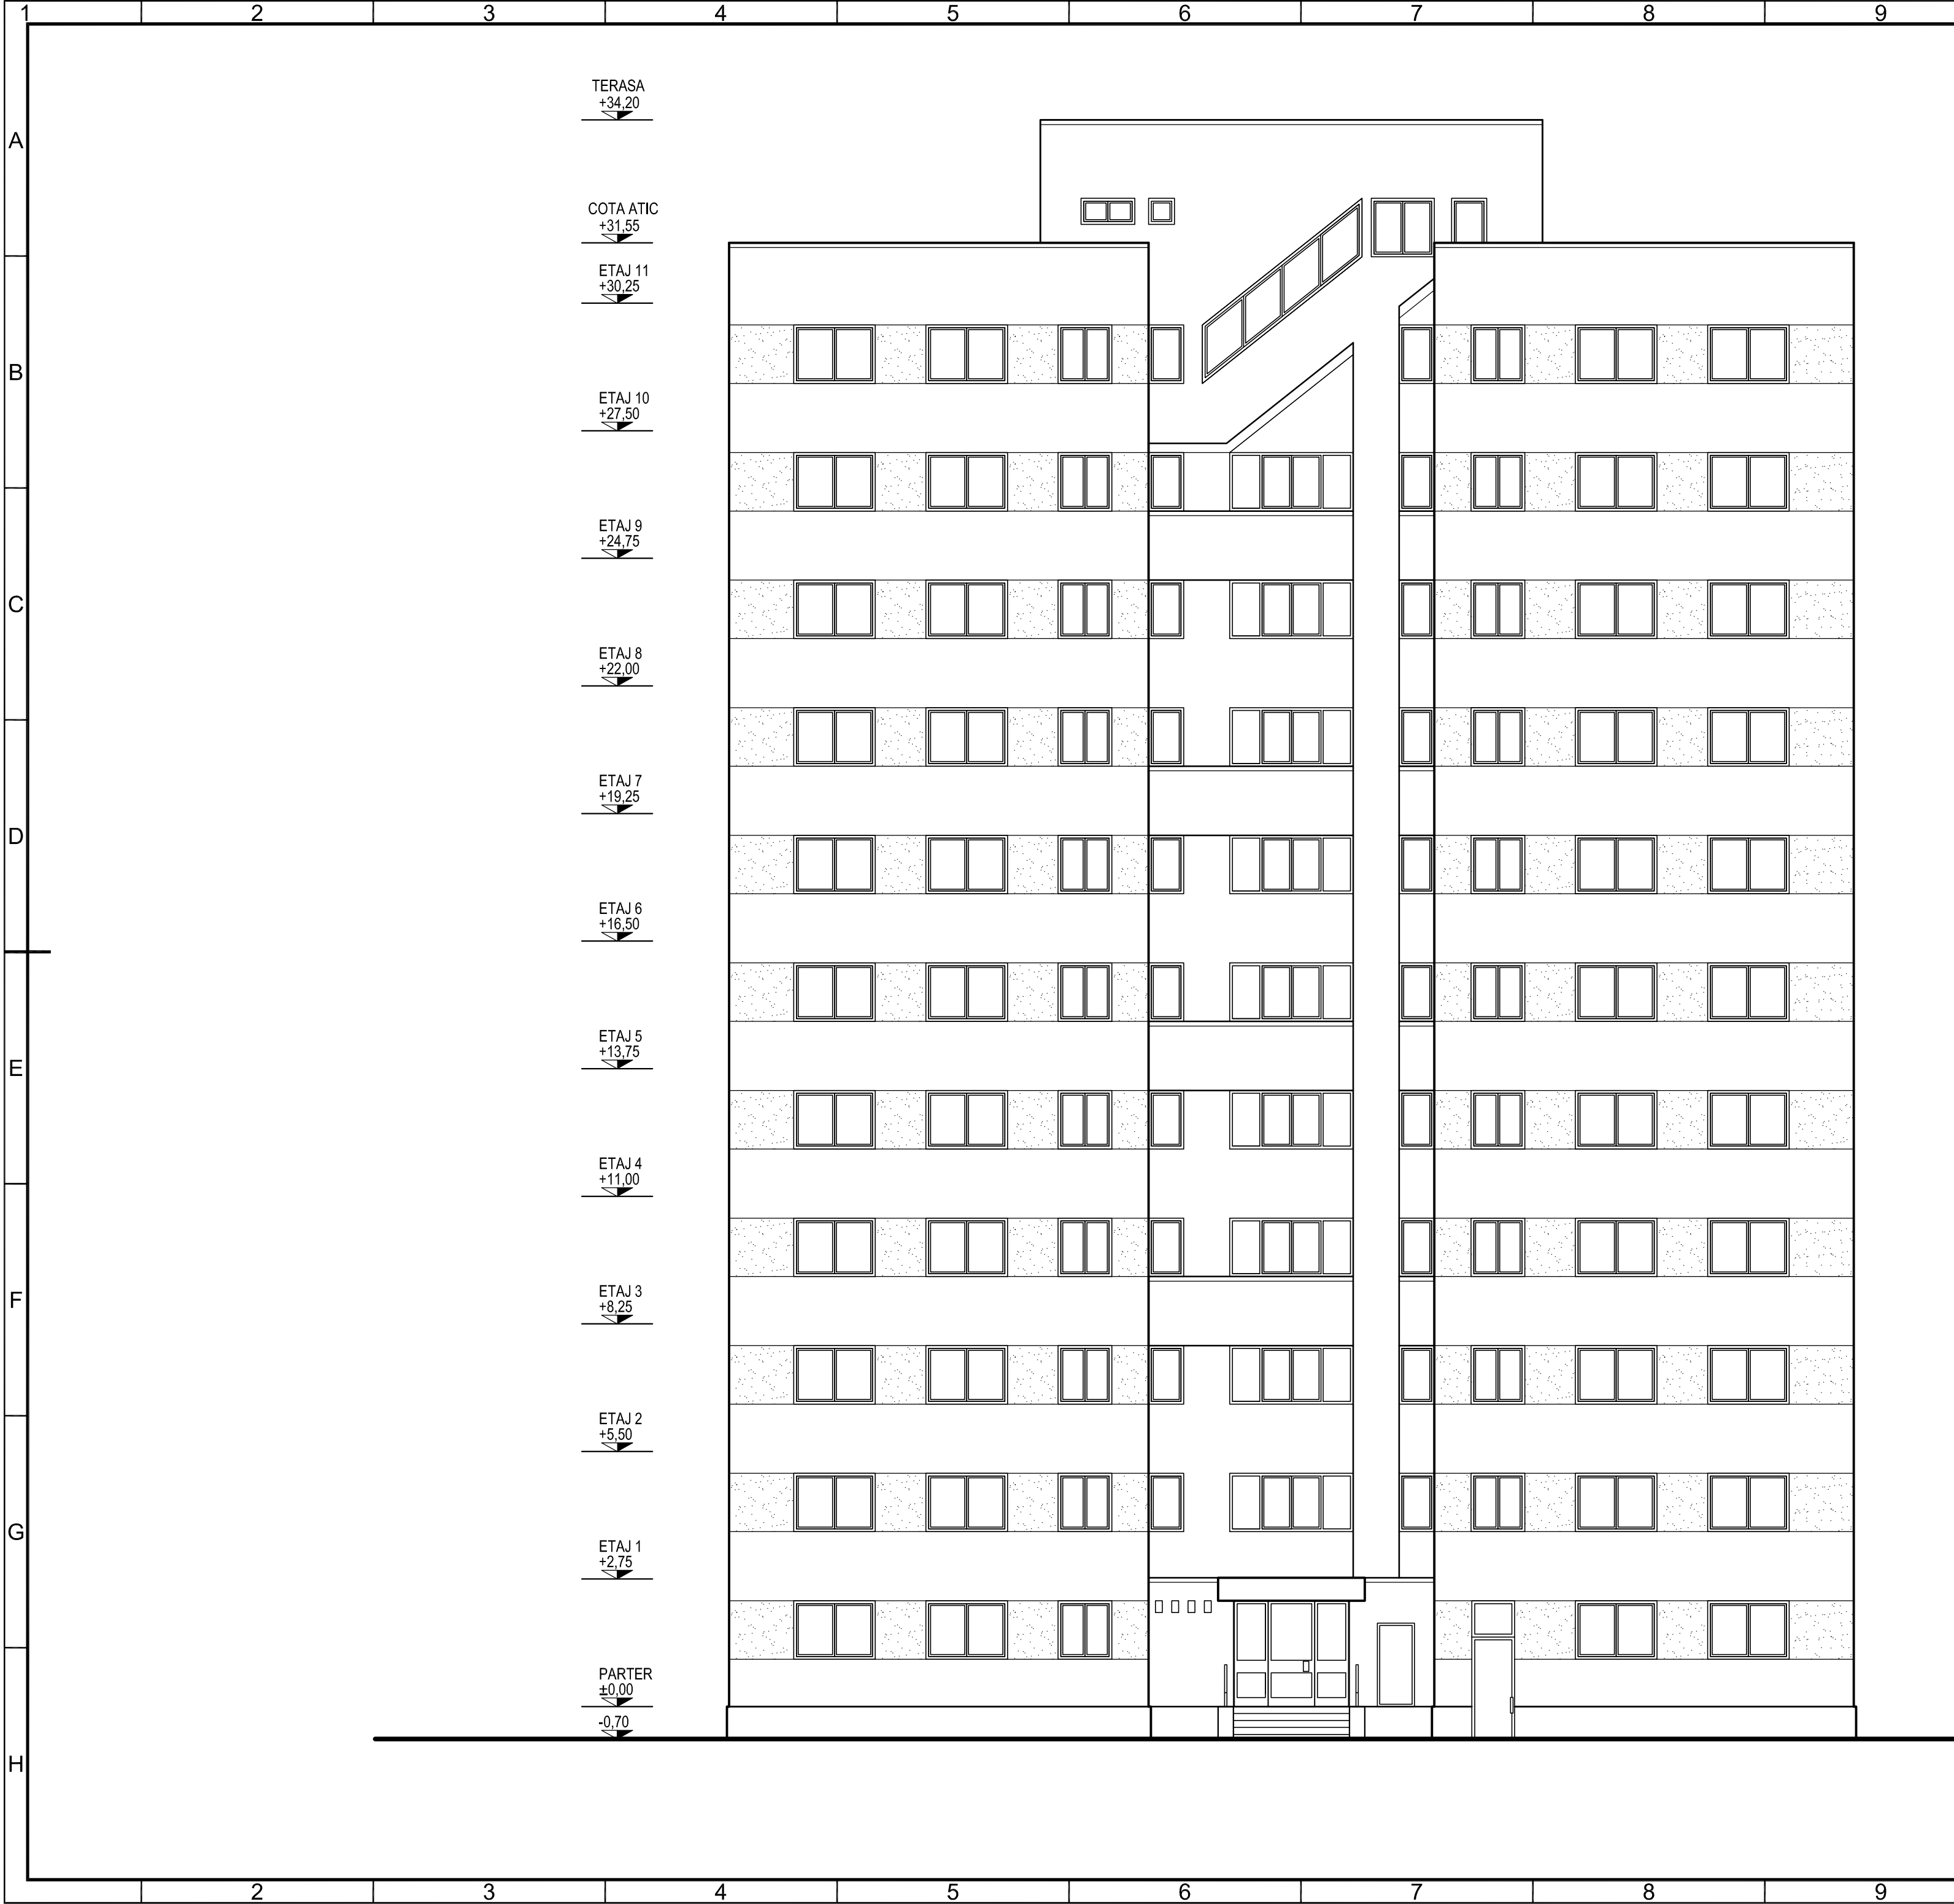 1 2 3 4 5 6 7 8 9
TERASA
+34,20
A
COTA ATIC
+31,55
ETAJ 11
+30,25
B
ETAJ 10
+27,50
ETAJ 9
+24,75
C
ETAJ 8
+22,00
ETAJ 7
+19,25
D
ETAJ 6
+16,50
ETAJ 5
+13,75
E
ETAJ 4
+11,00
ETAJ 3
+8,25
F
ETAJ 2
+5,50
G
ETAJ 1
+2,75
PARTER
±0,00
-0,70
H
2 3 4 5 6 7 8 9